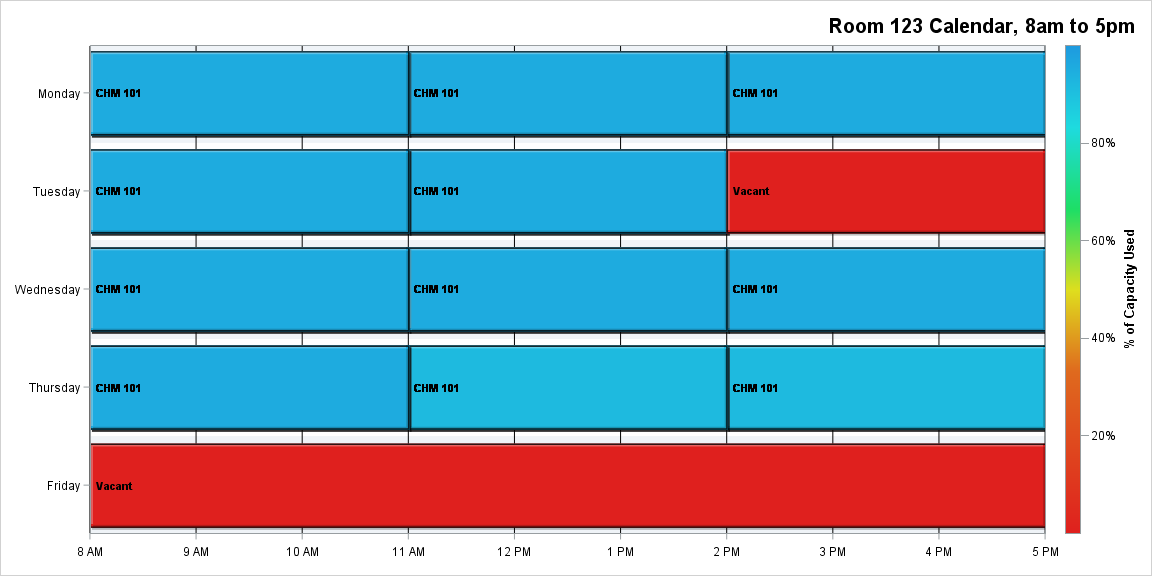 Room 123 Calendar, 8am to 5pm
Monday
CHM 101
CHM 101
CHM 101
Tuesday
CHM 101
CHM 101
Vacant
Wednesday
CHM 101
CHM 101
CHM 101
Thursday
CHM 101
CHM 101
CHM 101
Friday
Vacant
8 AM
9 AM
10 AM
11 AM
12 PM
1 PM
2 PM
3 PM
4 PM
5 PM
80%
60%
40%
20%
% of Capacity Used